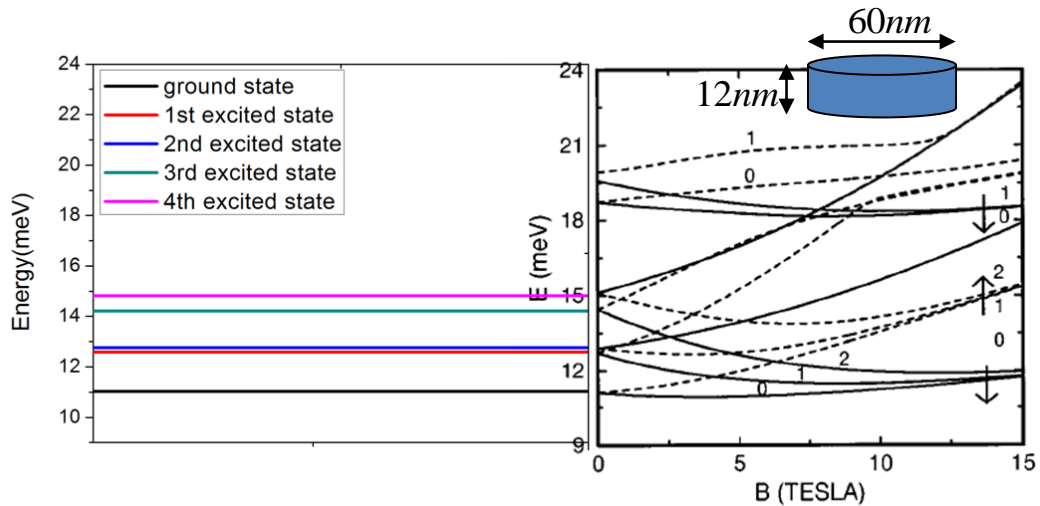 60nm
12nm
24
22
20
18
16
14
12
10
Energy(meV)
ground state
1st excited state
2nd excited state
3rd excited state
4th excited state
24
21
18
15
12
9
E (meV)
1
0
1
0
2
1
0
2
1
0
0
5
10
15
B (TESLA)